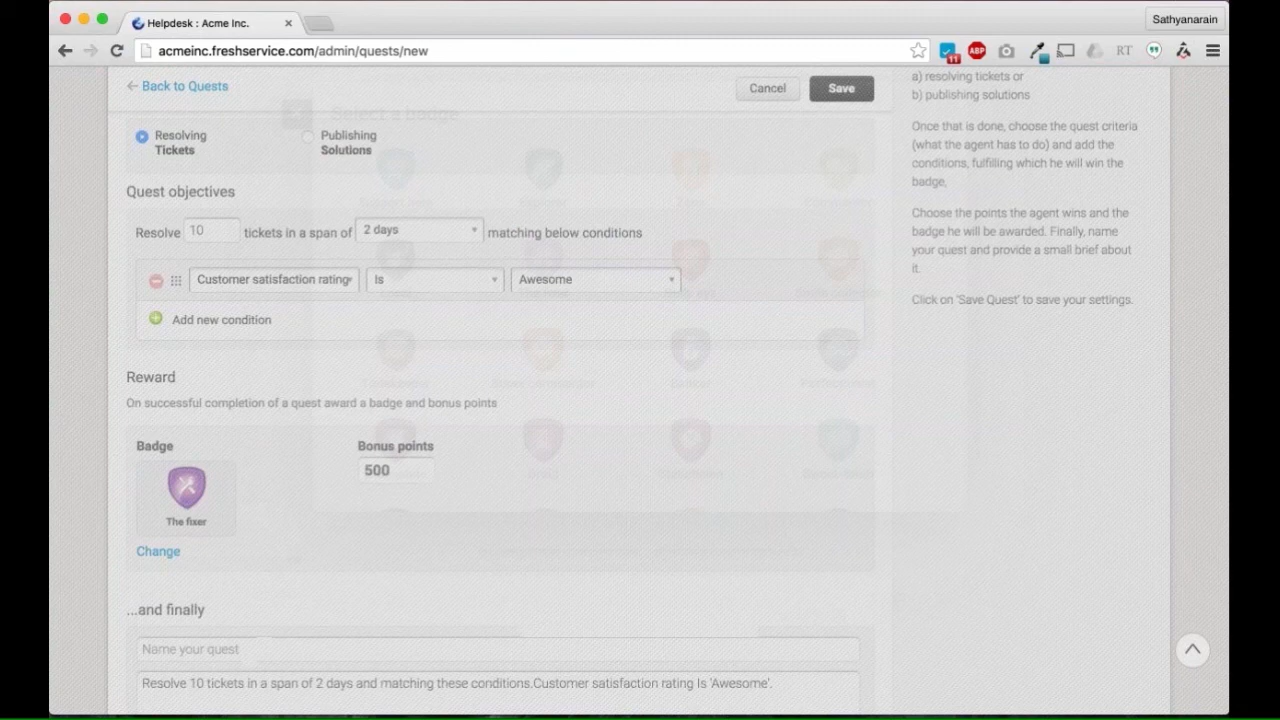 Helpdesk : Acme Inc.
Sathyanarain
acmeinc.freshservice.com/admin/quests/new
11
ABP
RT
Back to Quests
Cancel
Save
Select a badge
Resolving
Tickets
Publishing
Solutions
Quest objectives
Resolve 10 tickets in a span of 2 days matching below conditions
Customer satisfaction rating Is Awesome
Add new condition
Reward
On successful completion of a quest award a badge and bonus points
Badge
Bonus points
500
The fixer
Change
...and finally
Name your quest
Resolve 10 tickets in a span of 2 days and matching these conditions.Customer satisfaction rating Is 'Awesome'.
a) resolving tickets or
b) publishing solutions
Once that is done, choose the quest criteria
(what the agent has to do) and add the
conditions, fulfilling which he will win the
badge,
Choose the points the agent wins and the
badge he will be awarded. Finally, name
your quest and provide a small brief about
it.
Click on 'Save Quest' to save your settings.